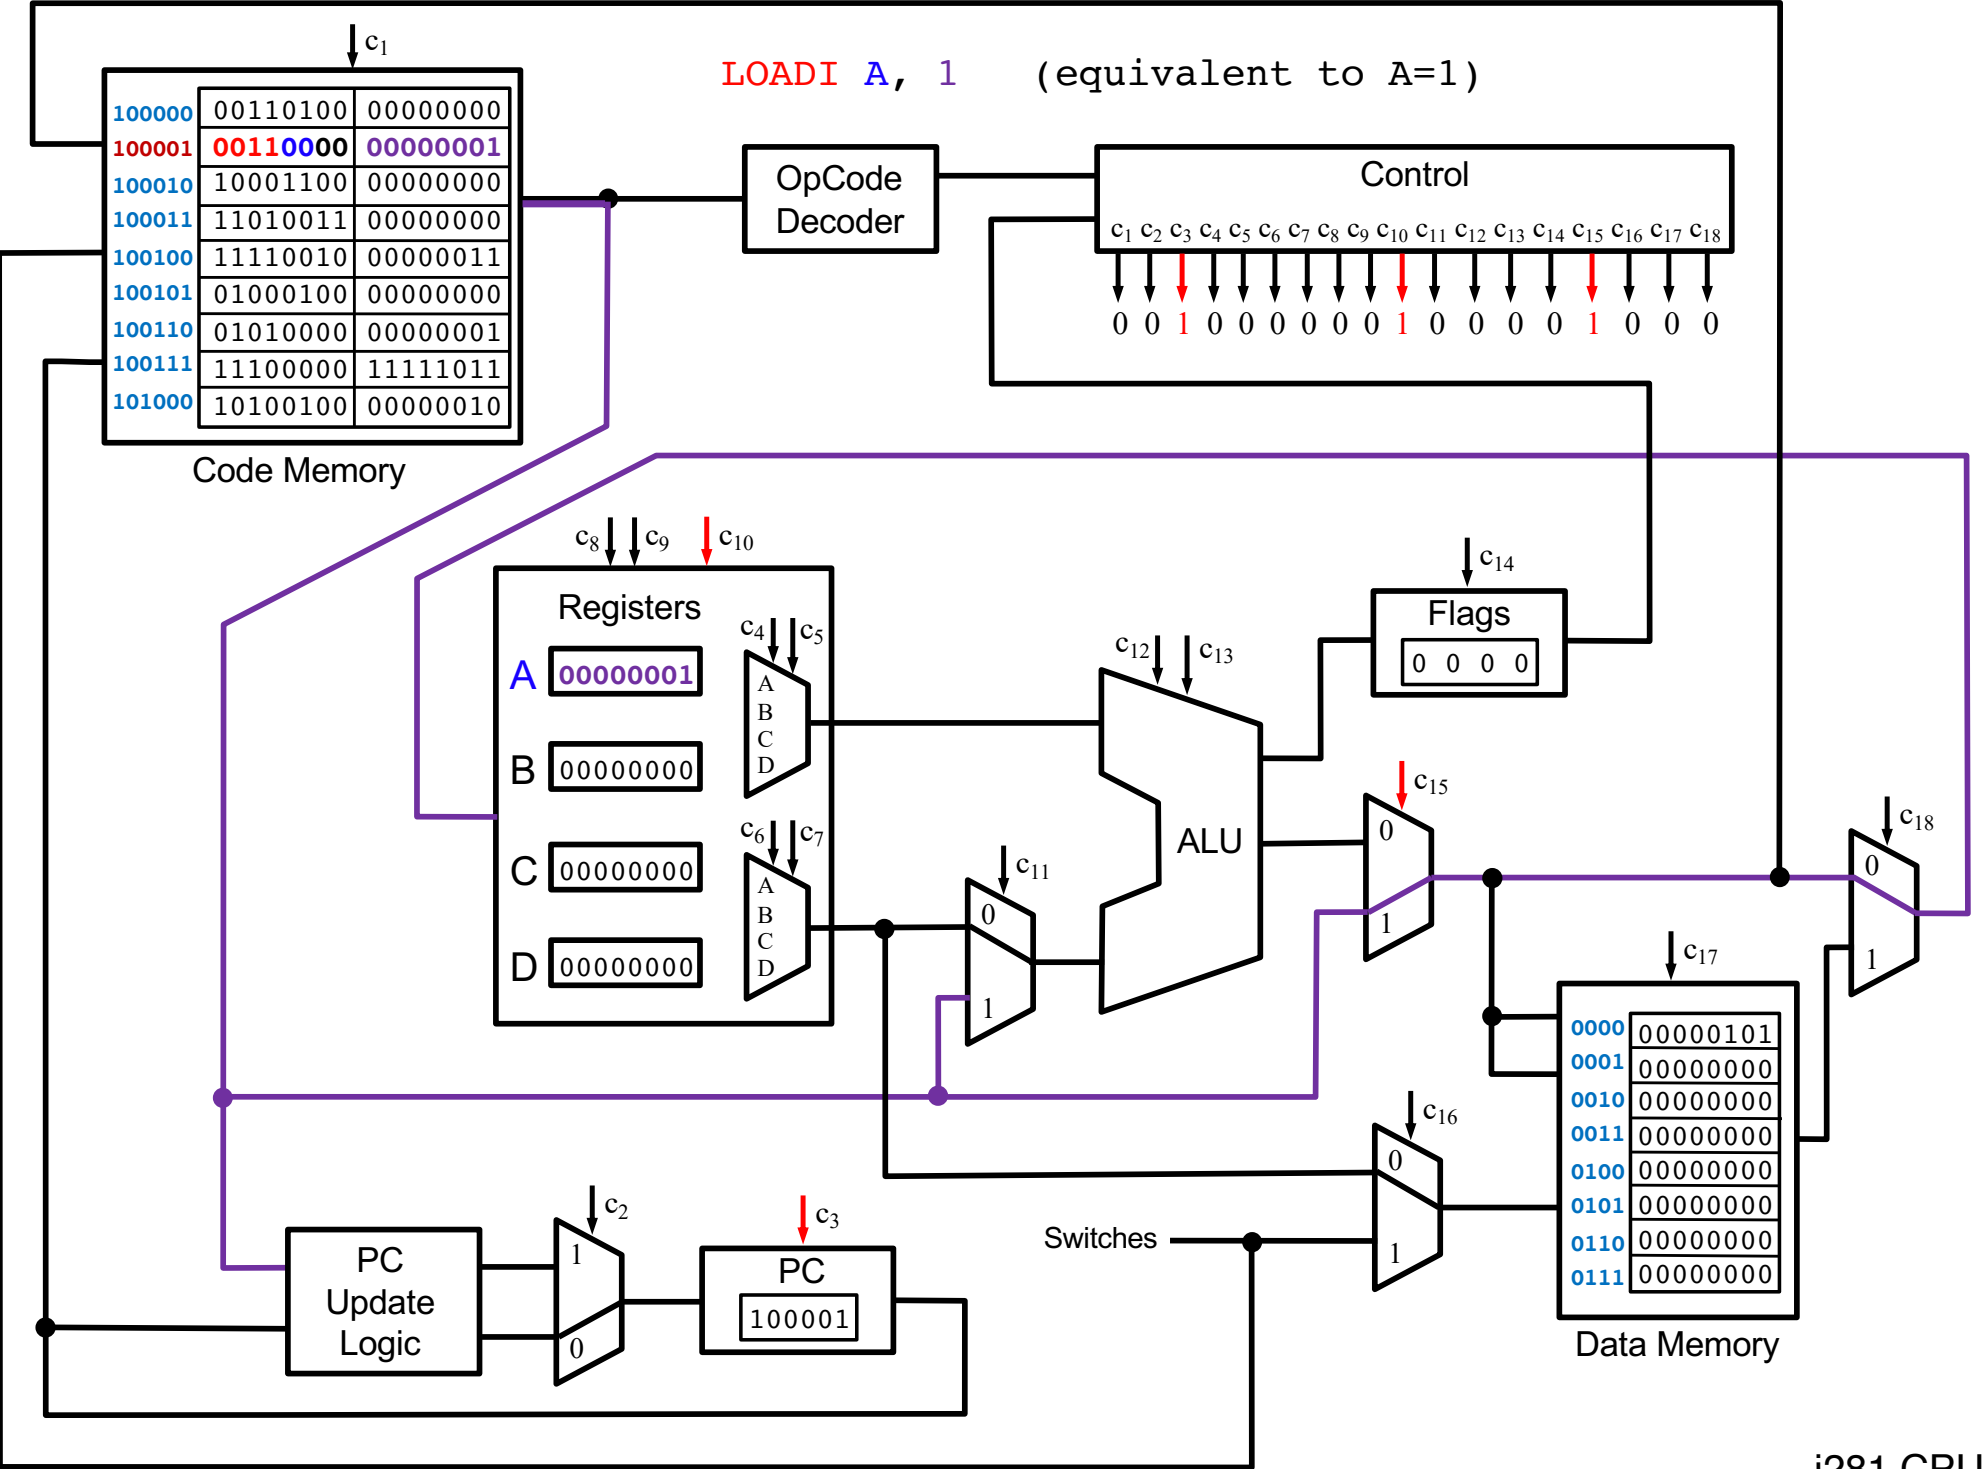 c1
LOADI A, 1 (equivalent to A=1)
100000 00110100 00000000
100001 00110000 00000001
100010 10001100 00000000
100011 11010011 00000000
100100 11110010 00000011
100101 01000100 00000000
100110 01010000 00000001
100111 11100000 11111011
101000 10100100 00000010
Code Memory
OpCode
Decoder
Control
c1 c2 c3 c4 c5 c6 c7 c8 c9 c10 c11 c12 c13 c14 c15 c16 c17 c18
0 0 1 0 0 0 0 0 0 1 0 0 0 0 1 0 0 0
c8 c9 c10
Registers
c4 c5
A 00000001
B 00000000
C 00000000
D 00000000
A
B
C
D
c6 c7
A
B
C
D
c11
0
1
c12 c13
ALU
c14
Flags
0 0 0 0
c15
0
1
c18
0
1
c17
0000 00000101
0001 00000000
0010 00000000
0011 00000000
0100 00000000
0101 00000000
0110 00000000
0111 00000000
Data Memory
c16
0
1
Switches
PC
Update
Logic
c2
1
0
c3
PC
100001
i281 CPU